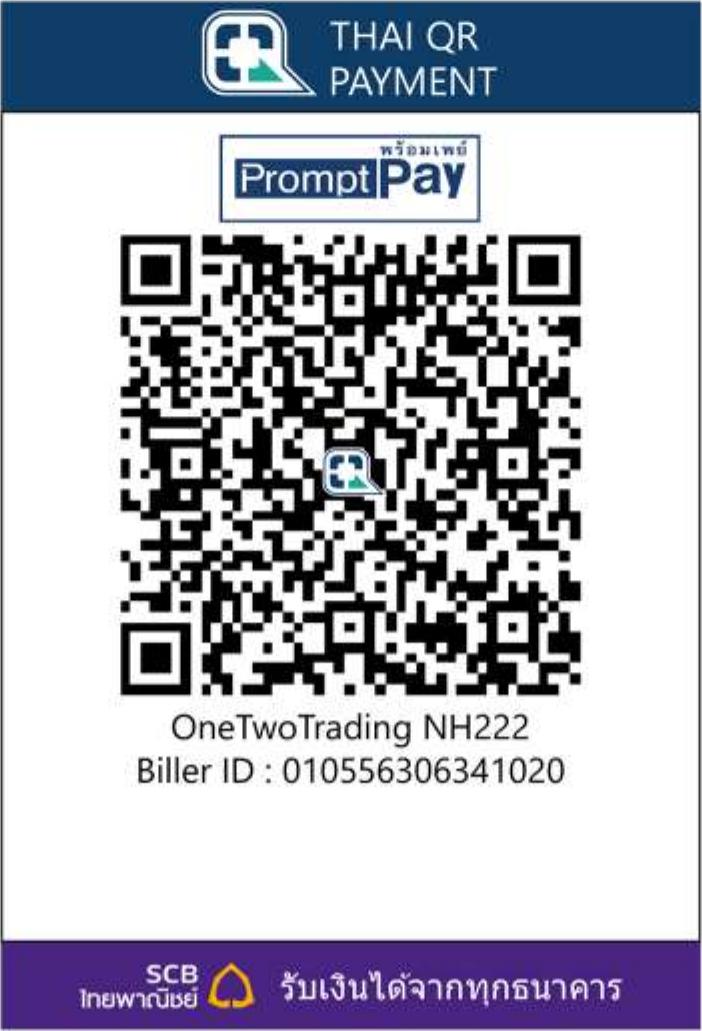 THAI QR
PAYMENT
พร้อมเพย์
PromptPay
OneTwoTrading NH222
Biller ID : 010556306341020
SCB
ไทยพาณิชย์
รับเงินได้จากทุกธนาคาร